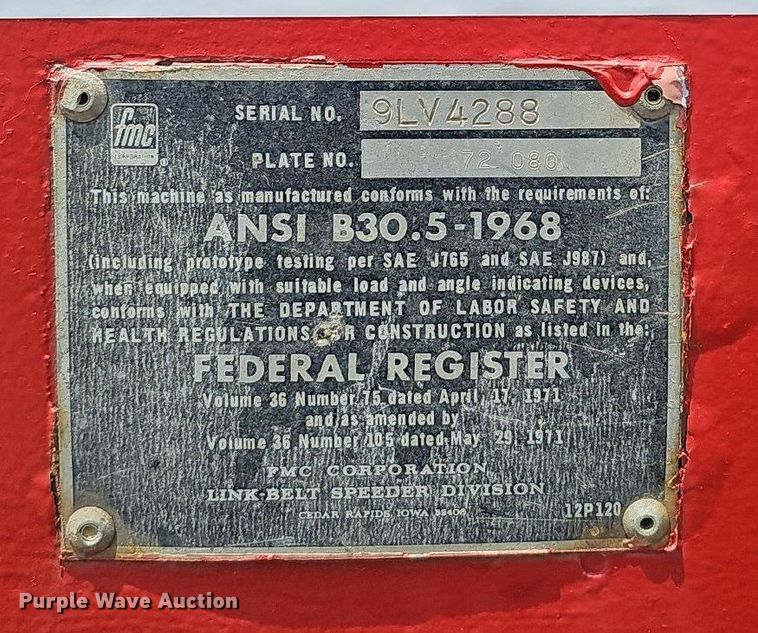 fmc
CORPORATION
®
SERIAL NO. 9LV4288
PLATE NO. 72 080
This machine as manufactured conforms with the requirements of:
ANSI B30.5-1968
(including prototype testing per SAE J765 and SAE J987) and,
when equipped with suitable load and angle indicating devices,
conforms with THE DEPARTMENT OF LABOR SAFETY AND
HEALTH REGULATIONS FOR CONSTRUCTION as listed in the:
FEDERAL REGISTER
Volume 36 Number 75 dated April, 17, 1971
and as amended by
Volume 36 Number 105 dated May 29, 1971
FMC CORPORATION
LINK-BELT SPEEDER DIVISION
CEDAR RAPIDS, IOWA 52406
12P120
Purple Wave Auction